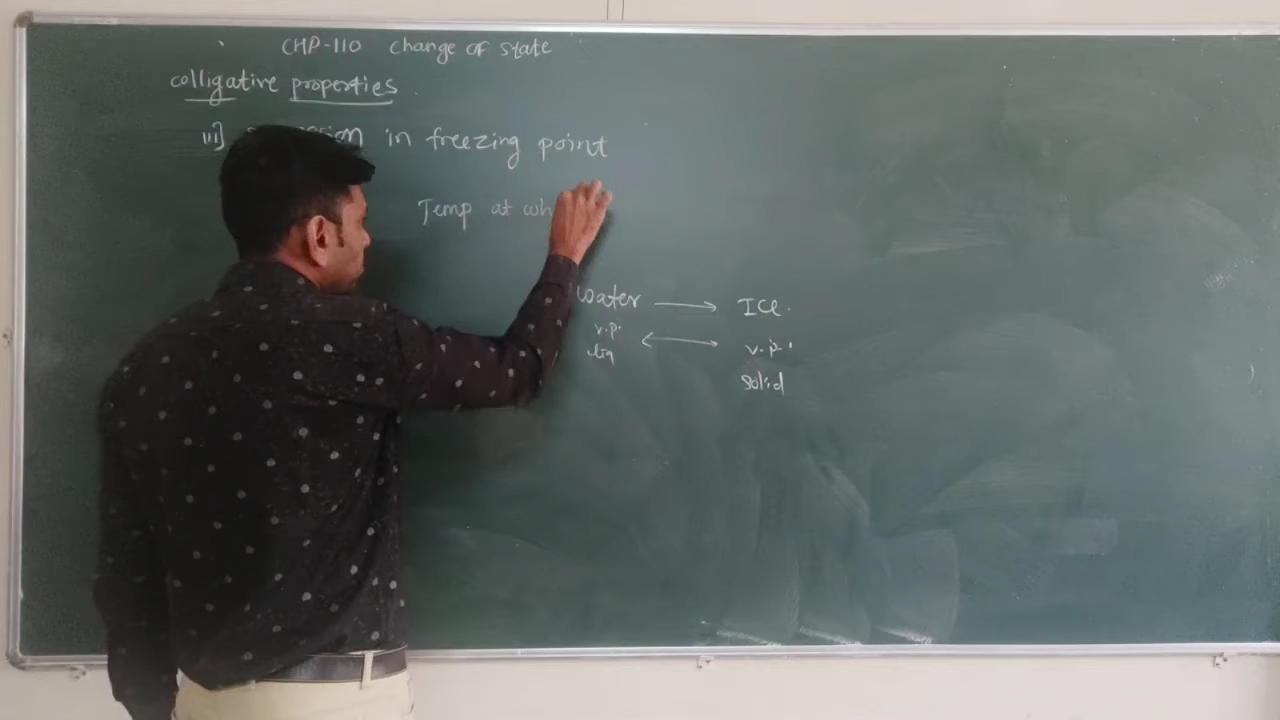 CHP-110 change of state
colligative properties
iii] in freezing point
Temp at wh
water → Ice.
v.p. ⟷ v.p.
liq solid